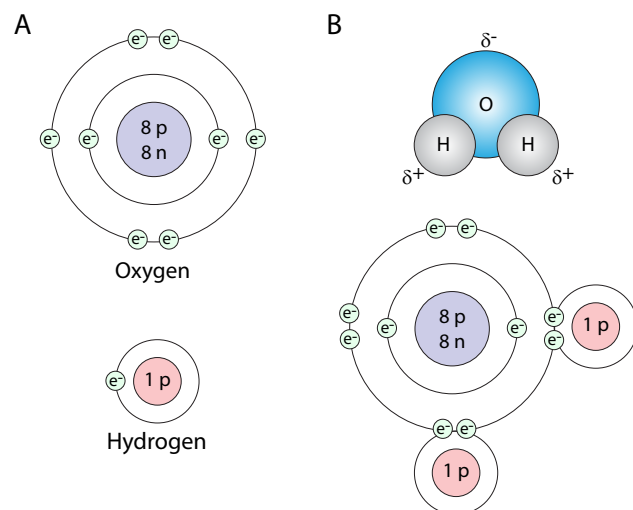 A
e- e-
e- e- 8 p e- e-
8 n
e- e-
Oxygen
e- 1 p
Hydrogen
B
δ-
O
H H
δ+ δ+
e- e-
e- e- 8 p e- e- 1 p
e- 8 n e-
e- e-
1 p